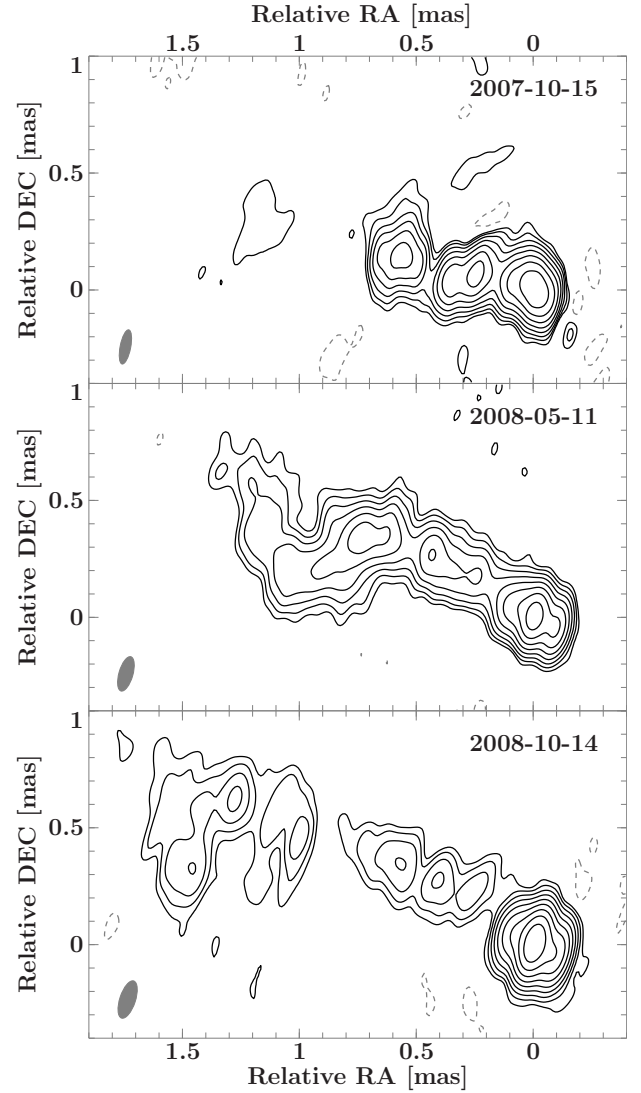 Relative RA [mas]
1.5 1 0.5 0
1
2007-10-15
0.5
Relative DEC [mas]
0
1
2008-05-11
0.5
Relative DEC [mas]
0
1
2008-10-14
0.5
Relative DEC [mas]
0
1.5 1 0.5 0
Relative RA [mas]